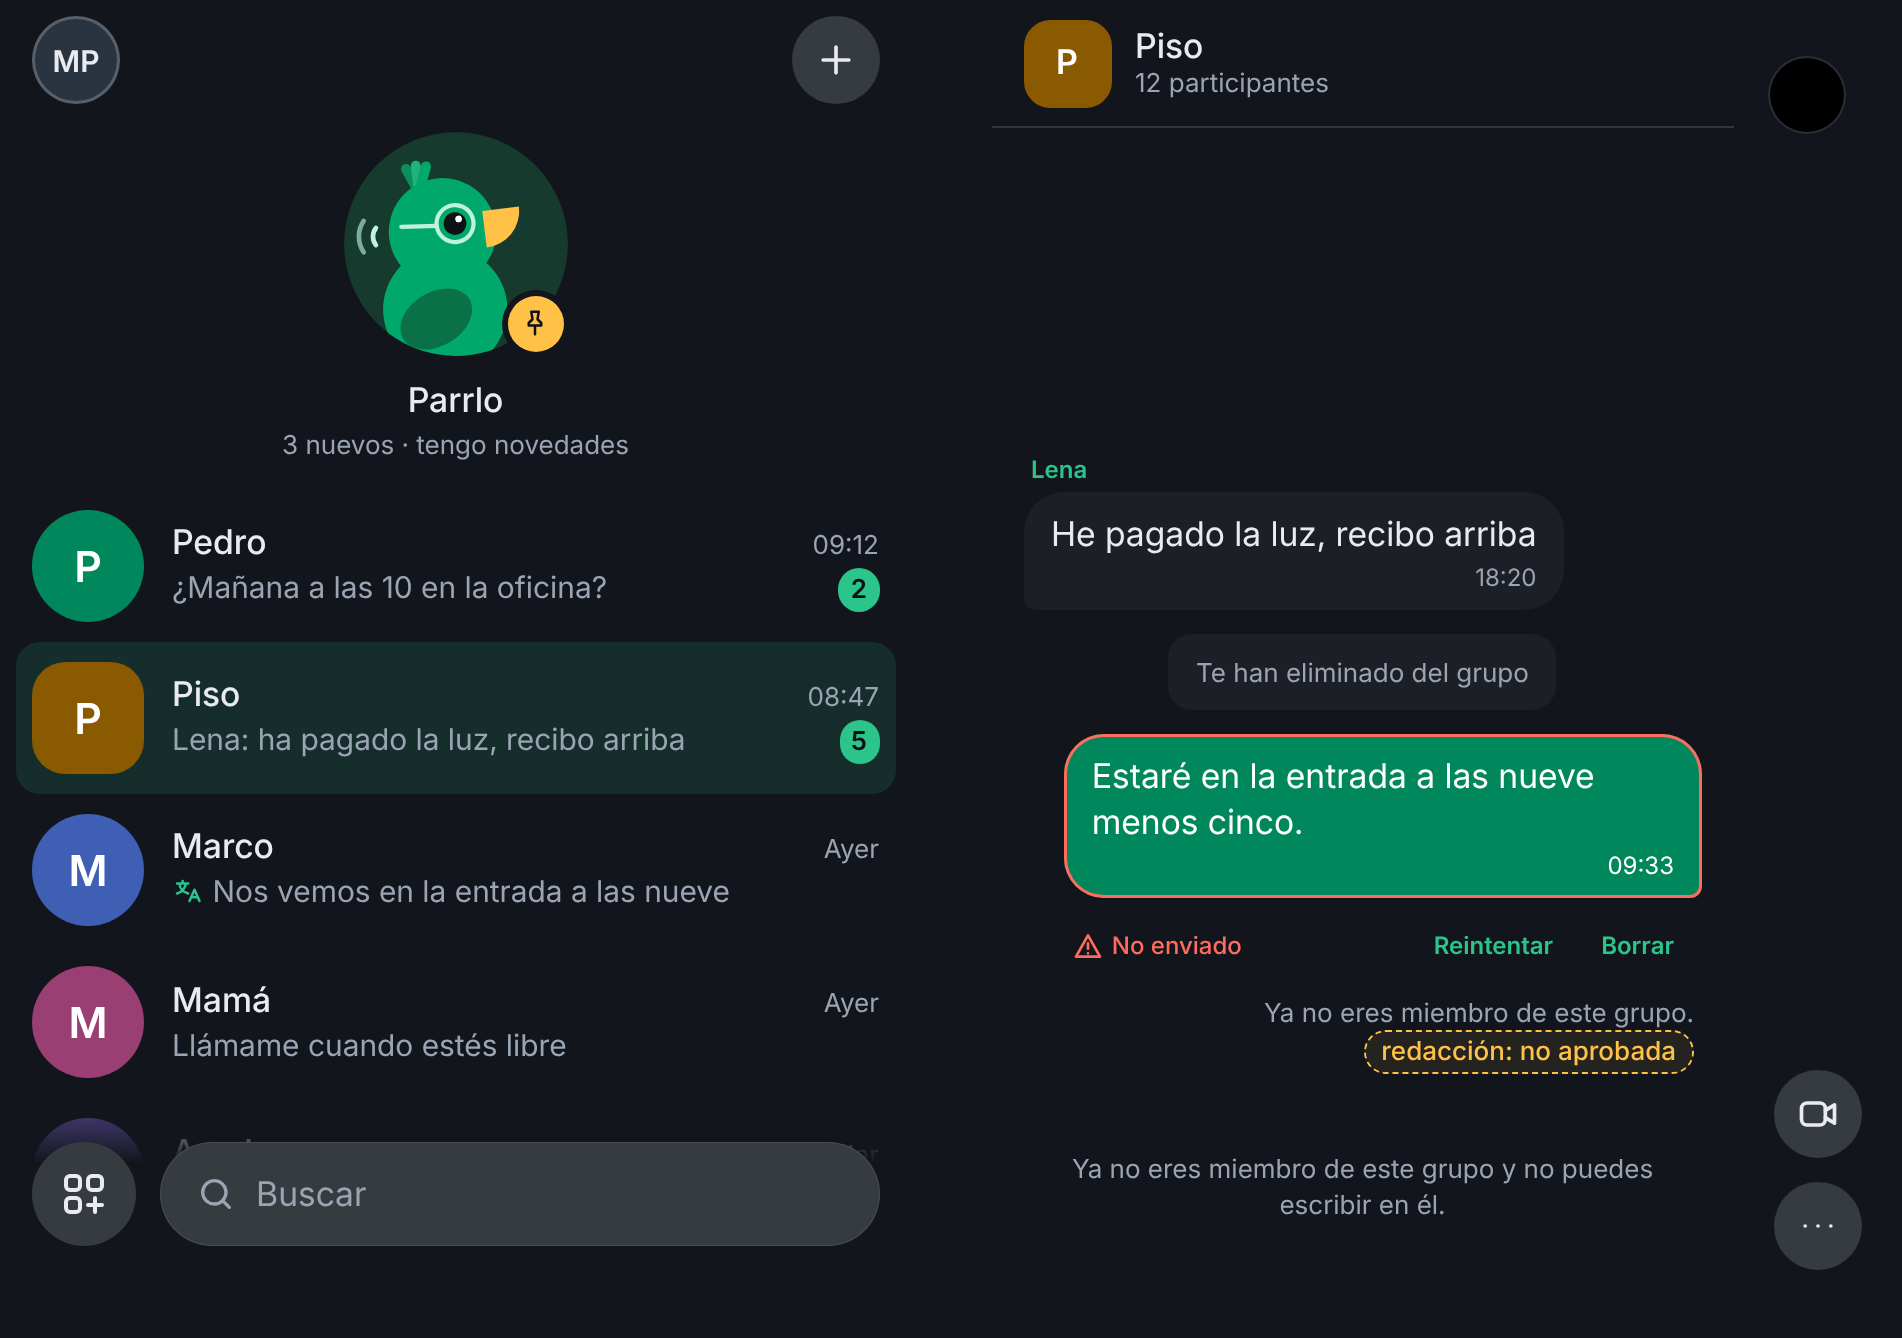 MP
Parrlo
3 nuevos · tengo novedades
P
Pedro
09:12
¿Mañana a las 10 en la oficina?
2
P
Piso
08:47
Lena: ha pagado la luz, recibo arriba
5
M
Marco
Ayer
Nos vemos en la entrada a las nueve
M
Mamá
Ayer
Llámame cuando estés libre
Buscar
P
Piso
12 participantes
Lena
He pagado la luz, recibo arriba
18:20
Te han eliminado del grupo
Estaré en la entrada a las nueve
menos cinco.
09:33
No enviado
Reintentar
Borrar
Ya no eres miembro de este grupo.
redacción: no aprobada
Ya no eres miembro de este grupo y no puedes
escribir en él.